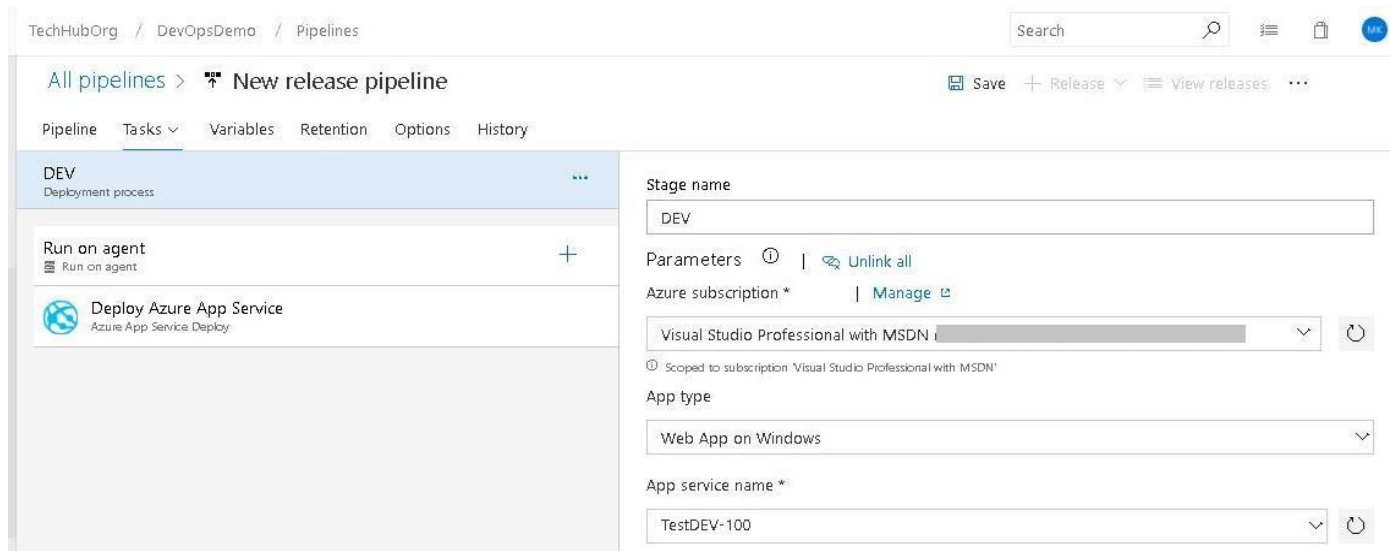 TechHubOrg / DevOpsDemo / Pipelines
Search
MK
All pipelines > New release pipeline
Save + Release View releases ...
Pipeline Tasks Variables Retention Options History
DEV
Deployment process
...
Run on agent
Run on agent
+
Deploy Azure App Service
Azure App Service Deploy
Stage name
DEV
Parameters | Unlink all
Azure subscription * | Manage
Visual Studio Professional with MSDN
Scoped to subscription 'Visual Studio Professional with MSDN'
App type
Web App on Windows
App service name *
TestDEV-100